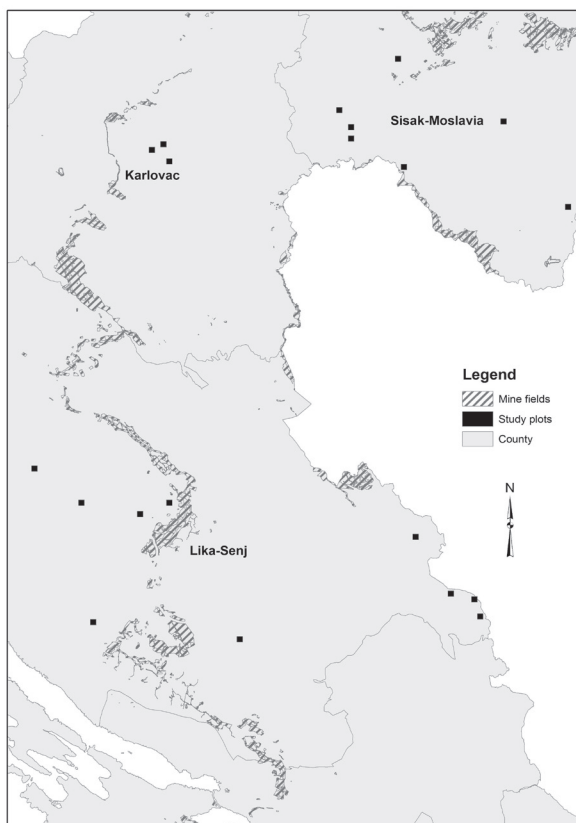 Sisak-Moslavia
Karlovac
Legend
Mine fields
Study plots
County
N
Lika-Senj